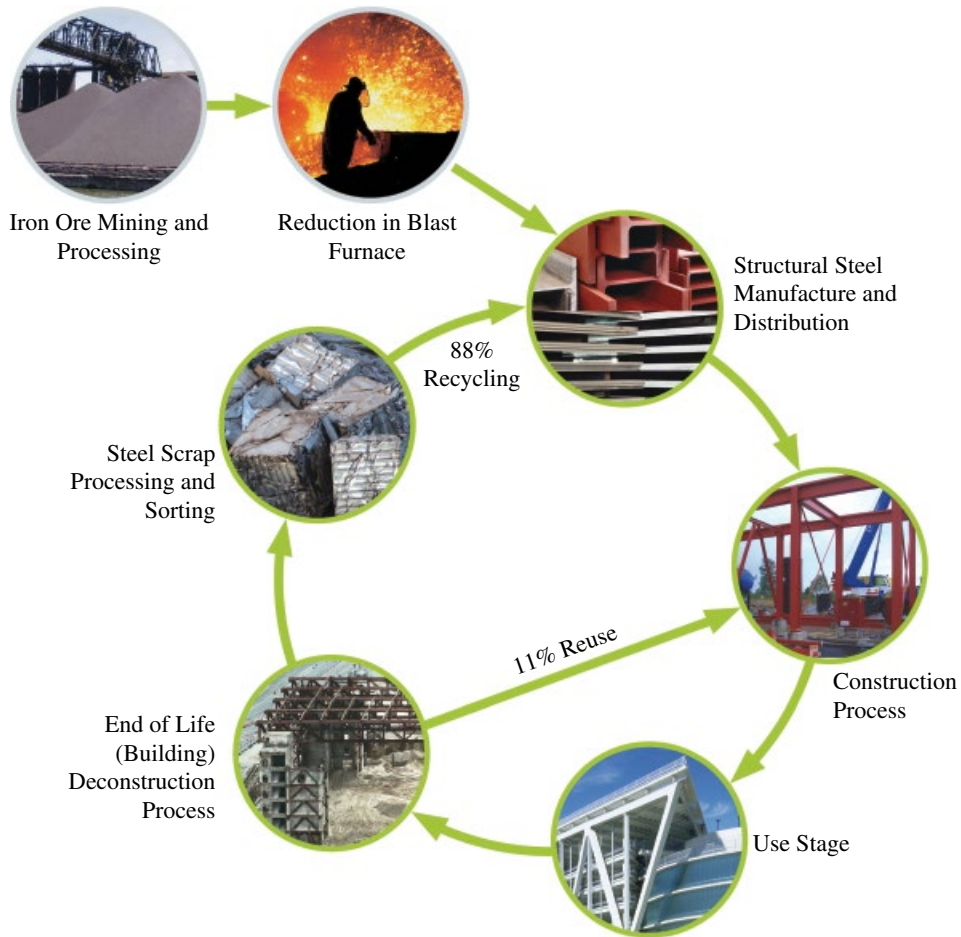 Iron Ore Mining and
Processing
Reduction in Blast
Furnace
Structural Steel
Manufacture and
Distribution
88%
Recycling
Steel Scrap
Processing and
Sorting
11% Reuse
Construction
Process
End of Life
(Building)
Deconstruction
Process
Use Stage